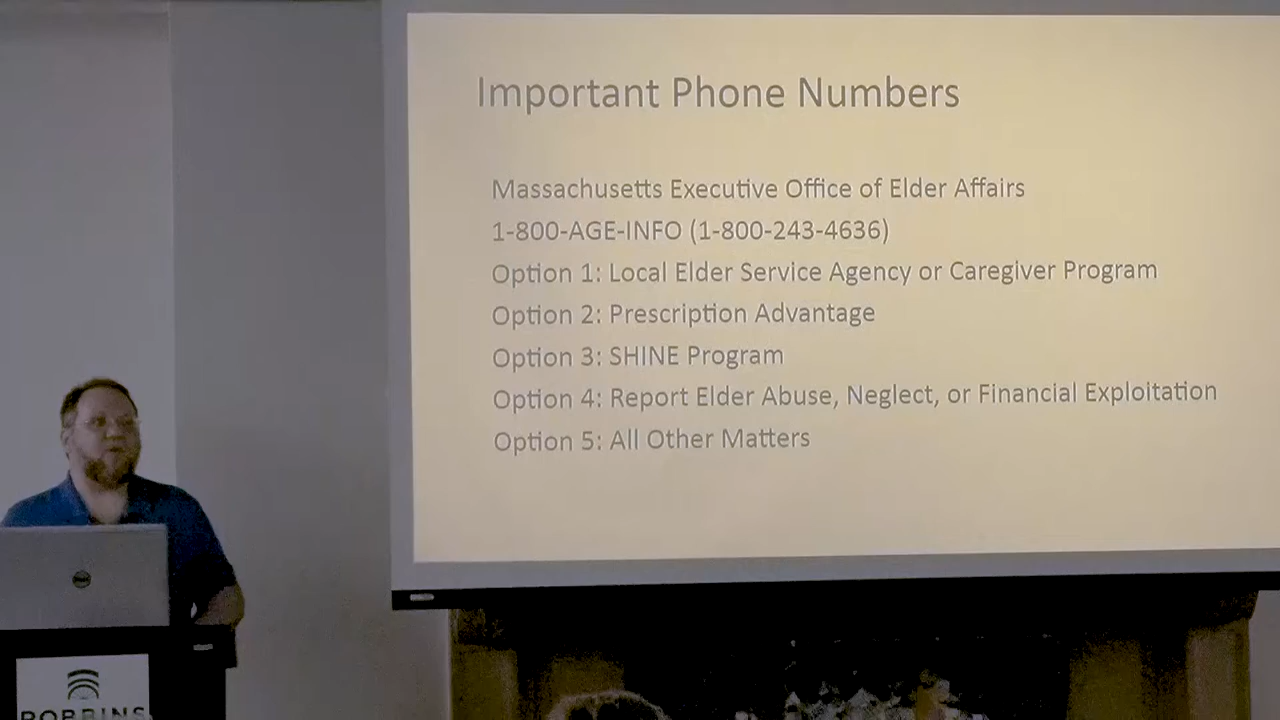 Important Phone Numbers
Massachusetts Executive Office of Elder Affairs
1-800-AGE-INFO (1-800-243-4636)
Option 1: Local Elder Service Agency or Caregiver Program
Option 2: Prescription Advantage
Option 3: SHINE Program
Option 4: Report Elder Abuse, Neglect, or Financial Exploitation
Option 5: All Other Matters
DELL
ROBBINS